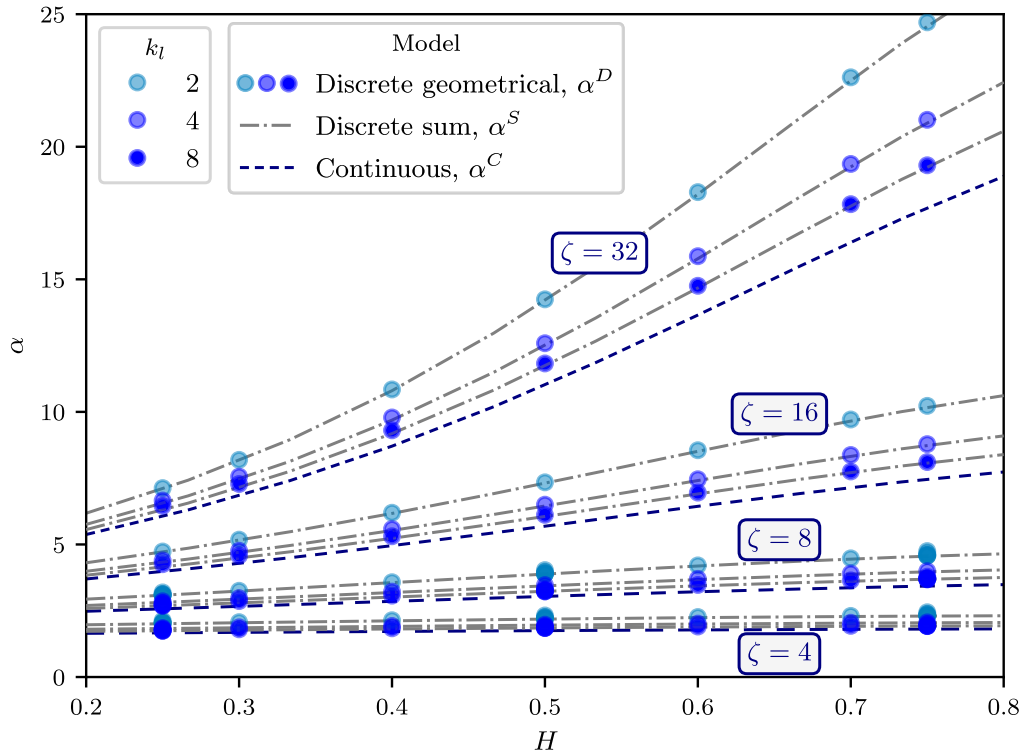 25
20
15
10
5
0
α
k_l
2
4
8
Model
Discrete geometrical, α^D
Discrete sum, α^S
Continuous, α^C
ζ = 32
ζ = 16
ζ = 8
ζ = 4
0.2 0.3 0.4 0.5 0.6 0.7 0.8
H